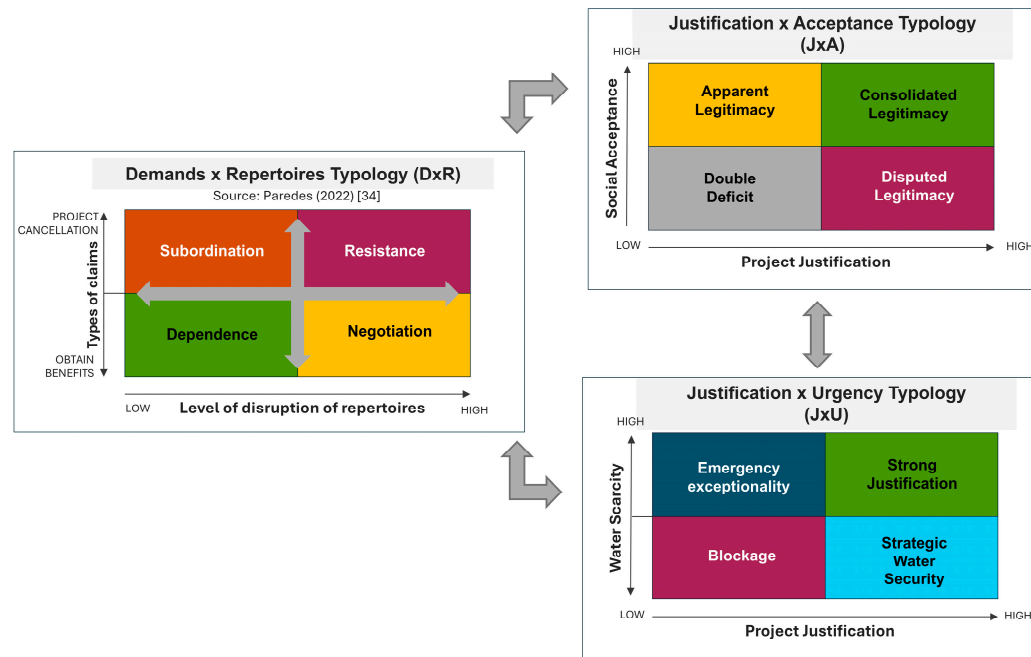 Demands x Repertoires Typology (DxR)
Source: Paredes (2022) [34]
PROJECT
CANCELLATION
Types of claims
OBTAIN
BENEFITS
Subordination
Resistance
Dependence
Negotiation
LOW
Level of disruption of repertoires
HIGH
Justification x Acceptance Typology
(JxA)
HIGH
Social Acceptance
Apparent
Legitimacy
Consolidated
Legitimacy
Double
Deficit
Disputed
Legitimacy
LOW
HIGH
Project Justification
Justification x Urgency Typology
(JxU)
HIGH
Water Scarcity
Emergency
exceptionality
Strong
Justification
Blockage
Strategic
Water
Security
LOW
HIGH
Project Justification